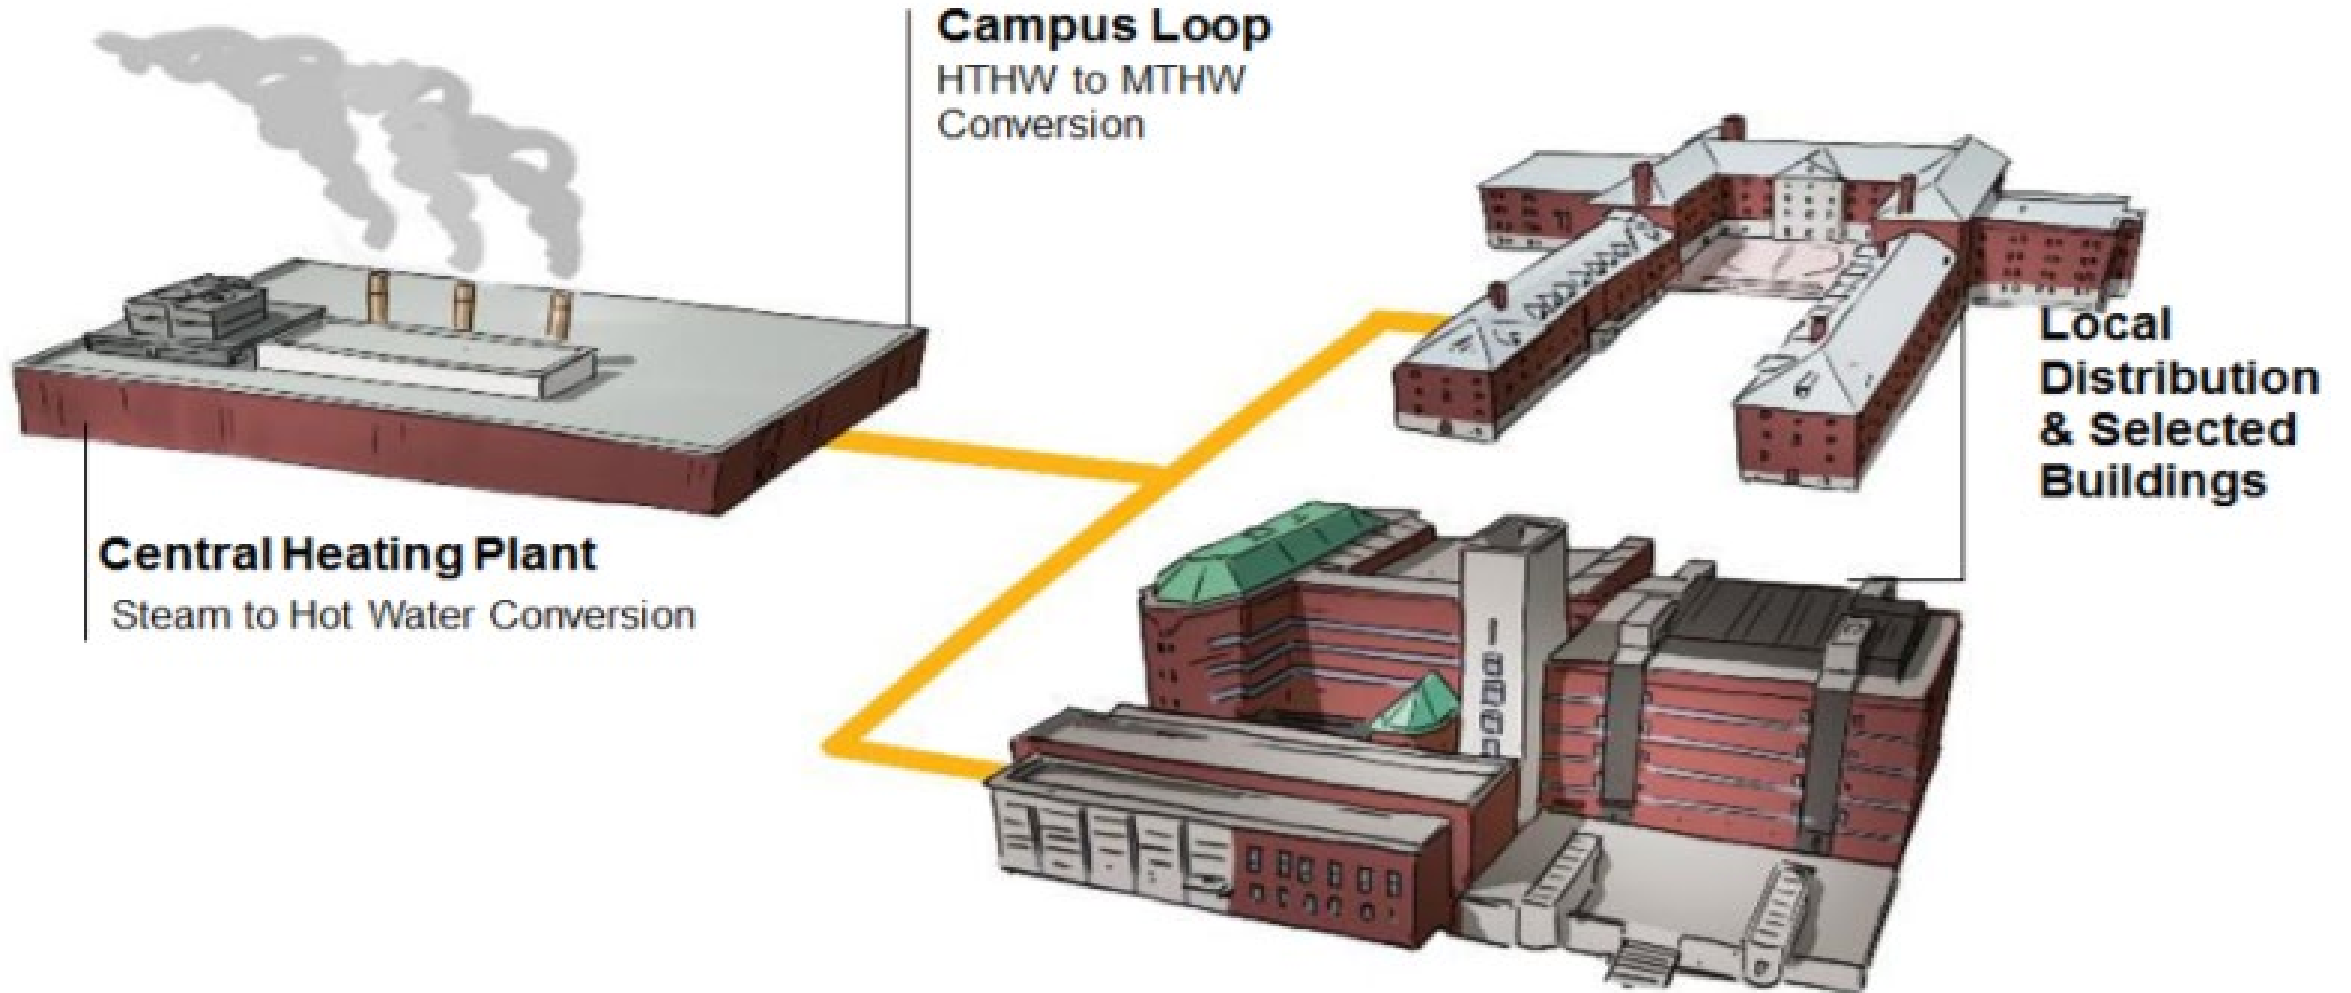 Campus Loop
HTHW to MTHW
Conversion
Local
Distribution
& Selected
Buildings
Central Heating Plant
Steam to Hot Water Conversion